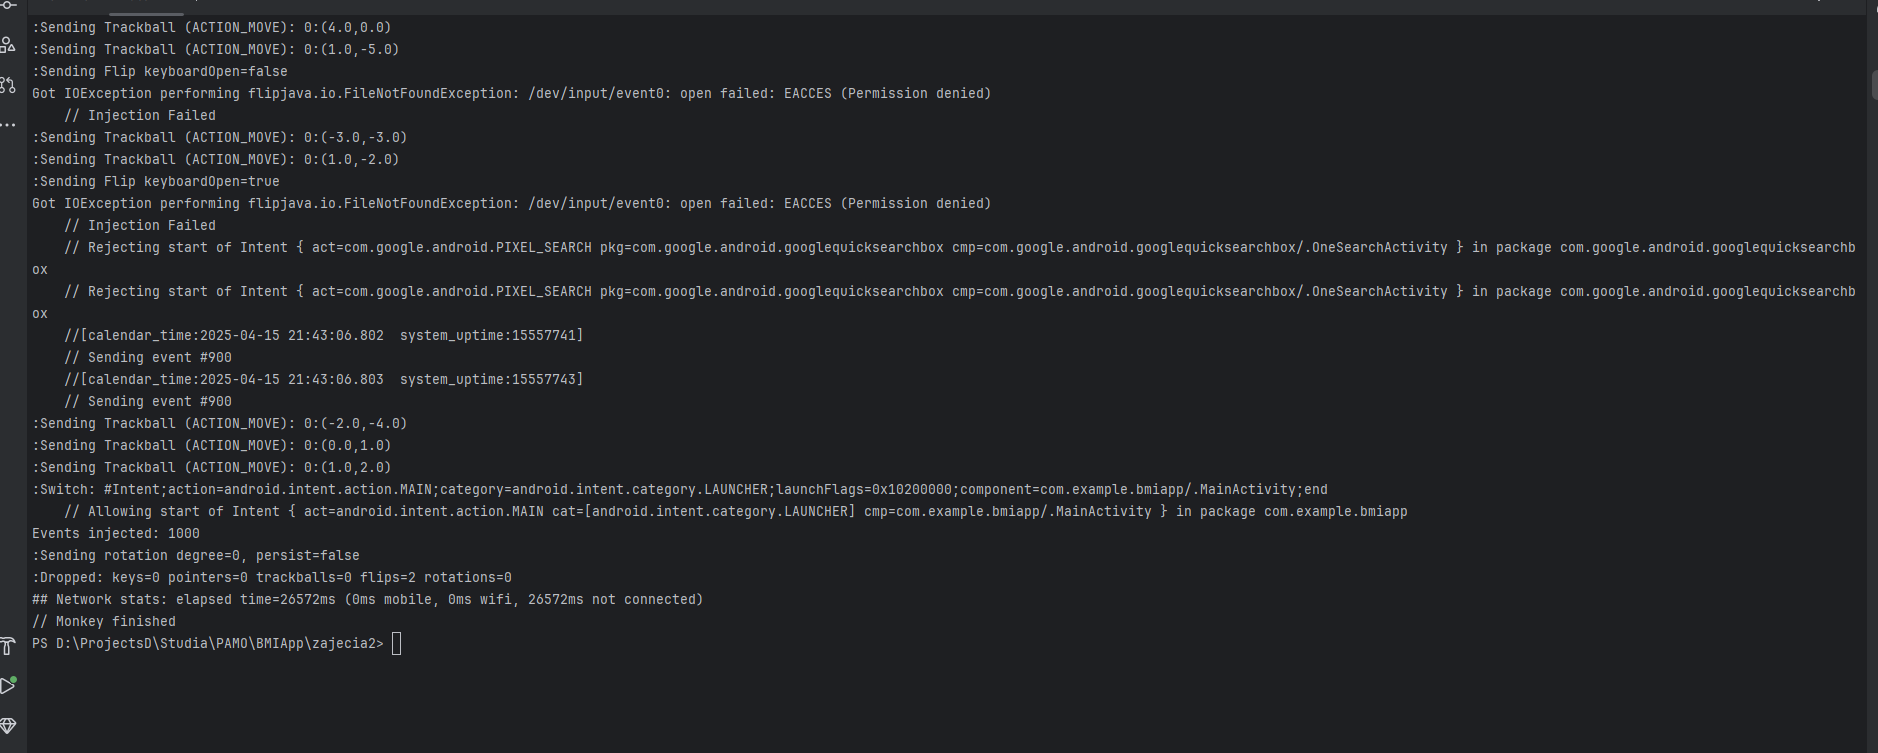 :Sending Trackball (ACTION_MOVE): 0:(4.0,0.0)
:Sending Trackball (ACTION_MOVE): 0:(1.0,-5.0)
:Sending Flip keyboardOpen=false
Got IOException performing flipjava.io.FileNotFoundException: /dev/input/event0: open failed: EACCES (Permission denied)
    // Injection Failed
:Sending Trackball (ACTION_MOVE): 0:(-3.0,-3.0)
:Sending Trackball (ACTION_MOVE): 0:(1.0,-2.0)
:Sending Flip keyboardOpen=true
Got IOException performing flipjava.io.FileNotFoundException: /dev/input/event0: open failed: EACCES (Permission denied)
    // Injection Failed
    // Rejecting start of Intent { act=com.google.android.PIXEL_SEARCH pkg=com.google.android.googlequicksearchbox cmp=com.google.android.googlequicksearchbox/.OneSearchActivity } in package com.google.android.googlequicksearchb
ox
    // Rejecting start of Intent { act=com.google.android.PIXEL_SEARCH pkg=com.google.android.googlequicksearchbox cmp=com.google.android.googlequicksearchbox/.OneSearchActivity } in package com.google.android.googlequicksearchb
ox
    //[calendar_time:2025-04-15 21:43:06.802  system_uptime:15557741]
    // Sending event #900
    //[calendar_time:2025-04-15 21:43:06.803  system_uptime:15557743]
    // Sending event #900
:Sending Trackball (ACTION_MOVE): 0:(-2.0,-4.0)
:Sending Trackball (ACTION_MOVE): 0:(0.0,1.0)
:Sending Trackball (ACTION_MOVE): 0:(1.0,2.0)
:Switch: #Intent;action=android.intent.action.MAIN;category=android.intent.category.LAUNCHER;launchFlags=0x10200000;component=com.example.bmiapp/.MainActivity;end
    // Allowing start of Intent { act=android.intent.action.MAIN cat=[android.intent.category.LAUNCHER] cmp=com.example.bmiapp/.MainActivity } in package com.example.bmiapp
Events injected: 1000
:Sending rotation degree=0, persist=false
:Dropped: keys=0 pointers=0 trackballs=0 flips=2 rotations=0
## Network stats: elapsed time=26572ms (0ms mobile, 0ms wifi, 26572ms not connected)
// Monkey finished
PS D:\ProjectsD\Studia\PAMO\BMIApp\zajecia2>